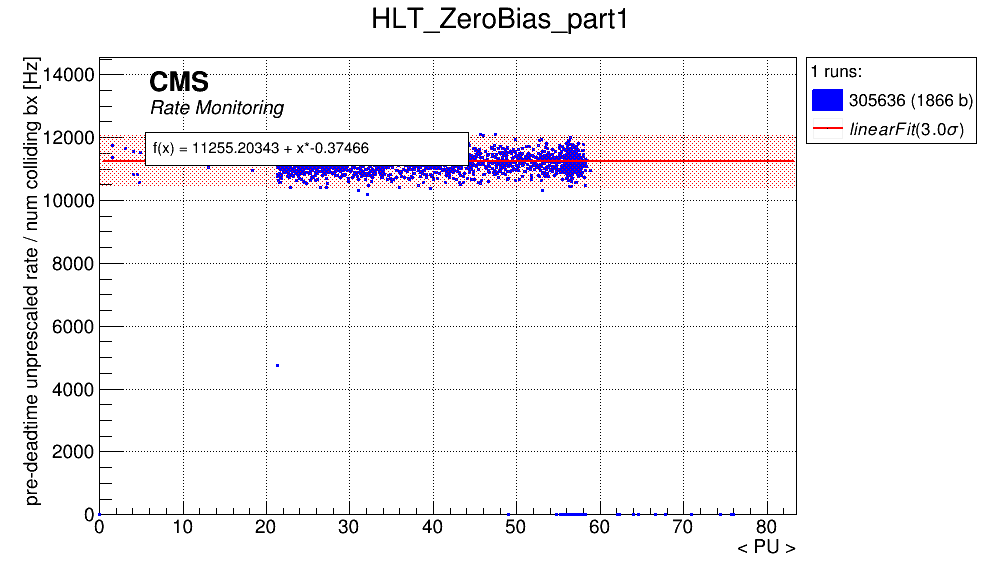 HLT_ZeroBias_part1
pre-deadtime unprescaled rate / num colliding bx [Hz]
14000
12000
10000
8000
6000
4000
2000
0
CMS
Rate Monitoring
f(x) = 11255.20343 + x*-0.37466
1 runs:
305636 (1866 b)
linearFit(3.0σ)
0 10 20 30 40 50 60 70 80
< PU >